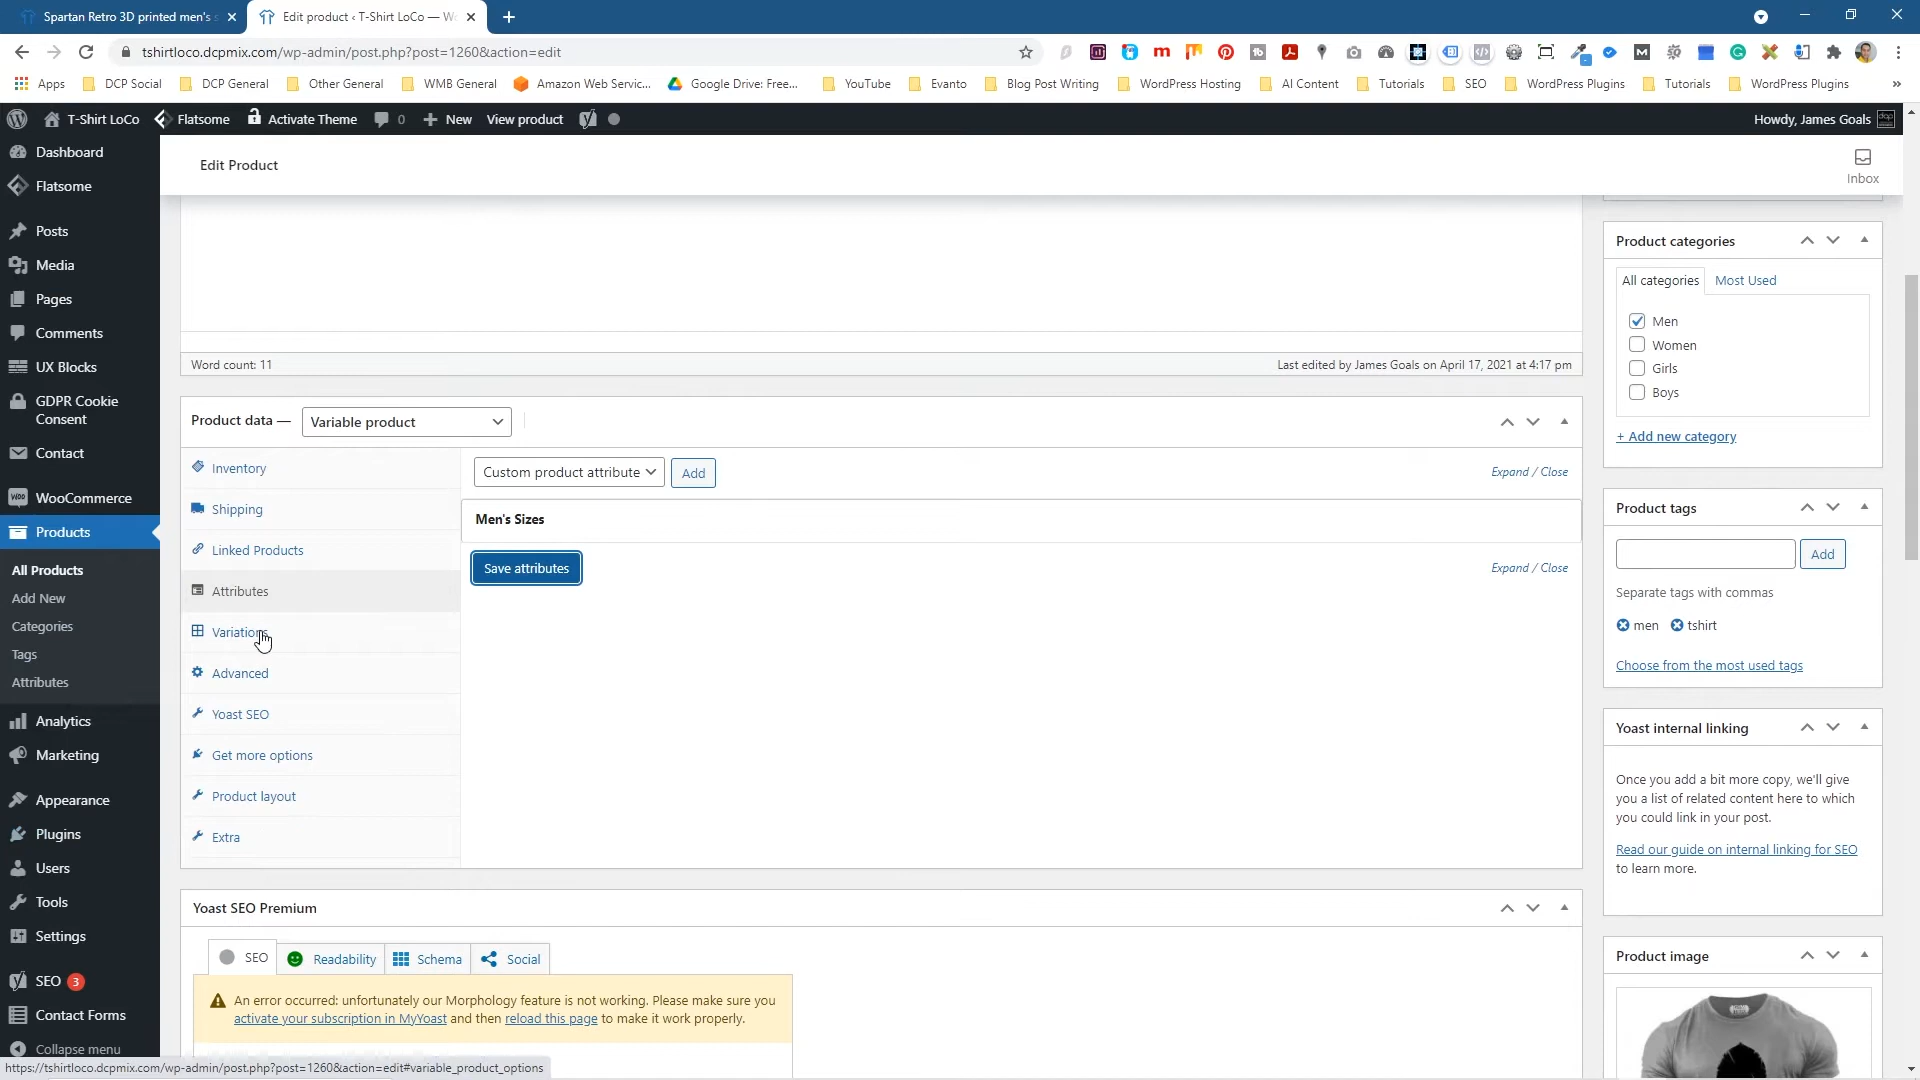 Spartan Retro 3D printed men's s
Edit product ‹ T-Shirt LoCo — W
tshirtloco.dcpmix.com/wp-admin/post.php?post=1260&action=edit
Apps
DCP Social
DCP General
Other General
WMB General
Amazon Web Servic...
Google Drive: Free...
YouTube
Evanto
Blog Post Writing
WordPress Hosting
AI Content
Tutorials
SEO
WordPress Plugins
Tutorials
WordPress Plugins
»
T-Shirt LoCo
Flatsome
Activate Theme
0
New
View product
Howdy, James Goals
Dashboard
Flatsome
Posts
Media
Pages
Comments
UX Blocks
GDPR Cookie
Consent
Contact
WooCommerce
Products
All Products
Add New
Categories
Tags
Attributes
Analytics
Marketing
Appearance
Plugins
Users
Tools
Settings
SEO 3
Contact Forms
Collapse menu
Edit Product
Inbox
Word count: 11
Last edited by James Goals on April 17, 2021 at 4:17 pm
Product data —
Variable product
Inventory
Shipping
Linked Products
Attributes
Variations
Advanced
Yoast SEO
Get more options
Product layout
Extra
Custom product attribute
Add
Expand / Close
Men's Sizes
Save attributes
Expand / Close
Yoast SEO Premium
SEO
Readability
Schema
Social
An error occurred: unfortunately our Morphology feature is not working. Please make sure you
activate your subscription in MyYoast and then reload this page to make it work properly.
Product categories
All categories
Most Used
Men
Women
Girls
Boys
+ Add new category
Product tags
Add
Separate tags with commas
men
tshirt
Choose from the most used tags
Yoast internal linking
Once you add a bit more copy, we'll give
you a list of related content here to which
you could link in your post.
Read our guide on internal linking for SEO
to learn more.
Product image
https://tshirtloco.dcpmix.com/wp-admin/post.php?post=1260&action=edit#variable_product_options